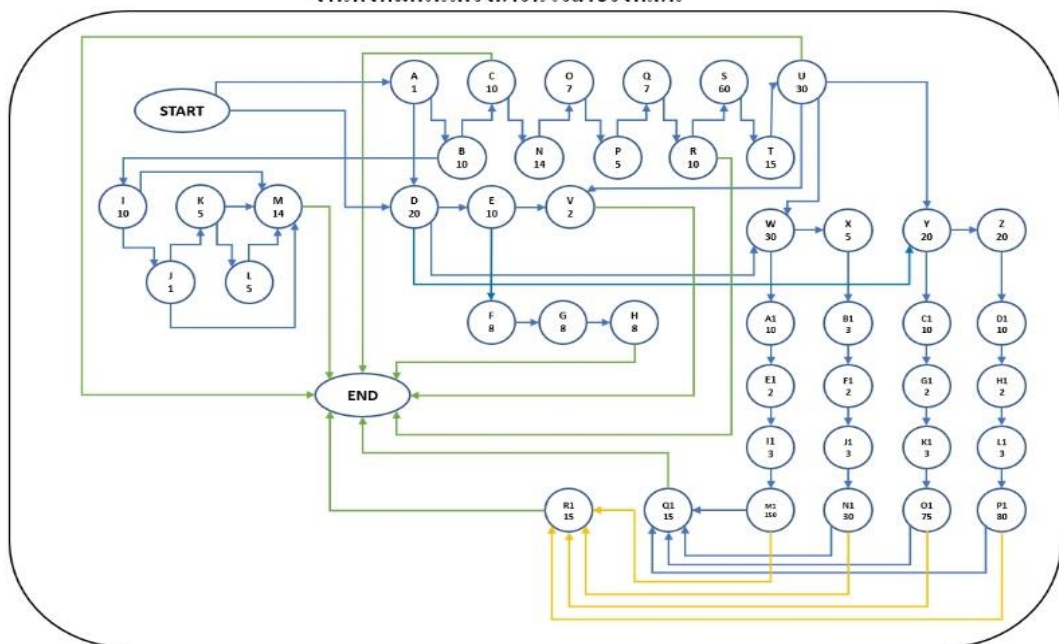 START
A
1
C
10
O
7
Q
7
S
60
U
30
B
10
N
14
P
5
R
10
T
15
I
10
K
5
M
14
D
20
E
10
V
2
W
30
X
5
Y
20
Z
20
J
1
L
5
F
8
G
8
H
8
A1
10
B1
3
C1
10
D1
10
END
E1
2
F1
2
G1
2
H1
2
I1
3
J1
3
K1
3
L1
3
R1
15
Q1
15
M1
150
N1
30
O1
75
P1
80